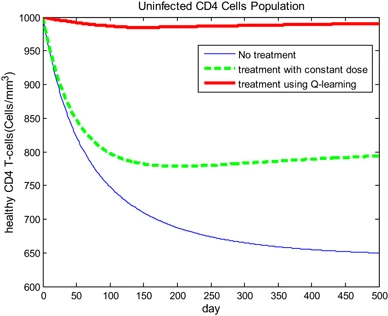 Uninfected CD4 Cells Population
1000
950
900
850
800
750
700
650
600
healthy CD4 T-cells(Cells/mm³)
No treatment
treatment with constant dose
treatment using Q-learning
0 50 100 150 200 250 300 350 400 450 500
day